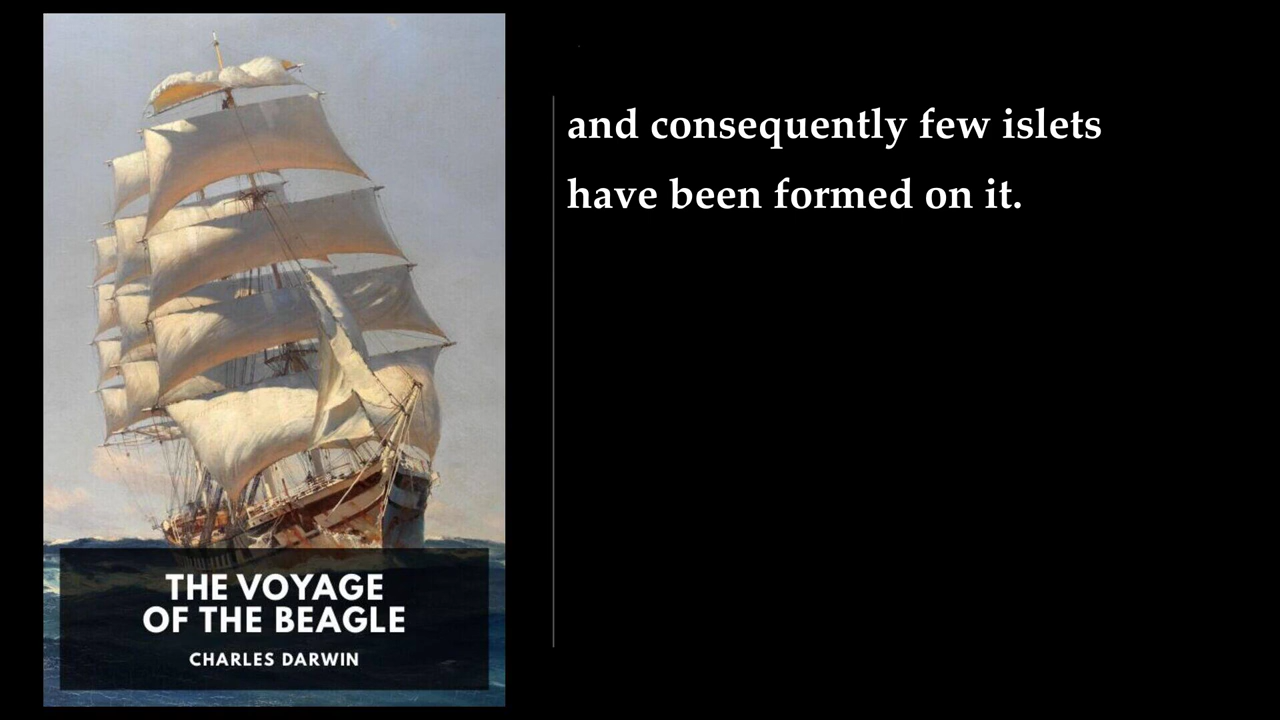 and consequently few islets
have been formed on it.
THE VOYAGE
OF THE BEAGLE
CHARLES DARWIN